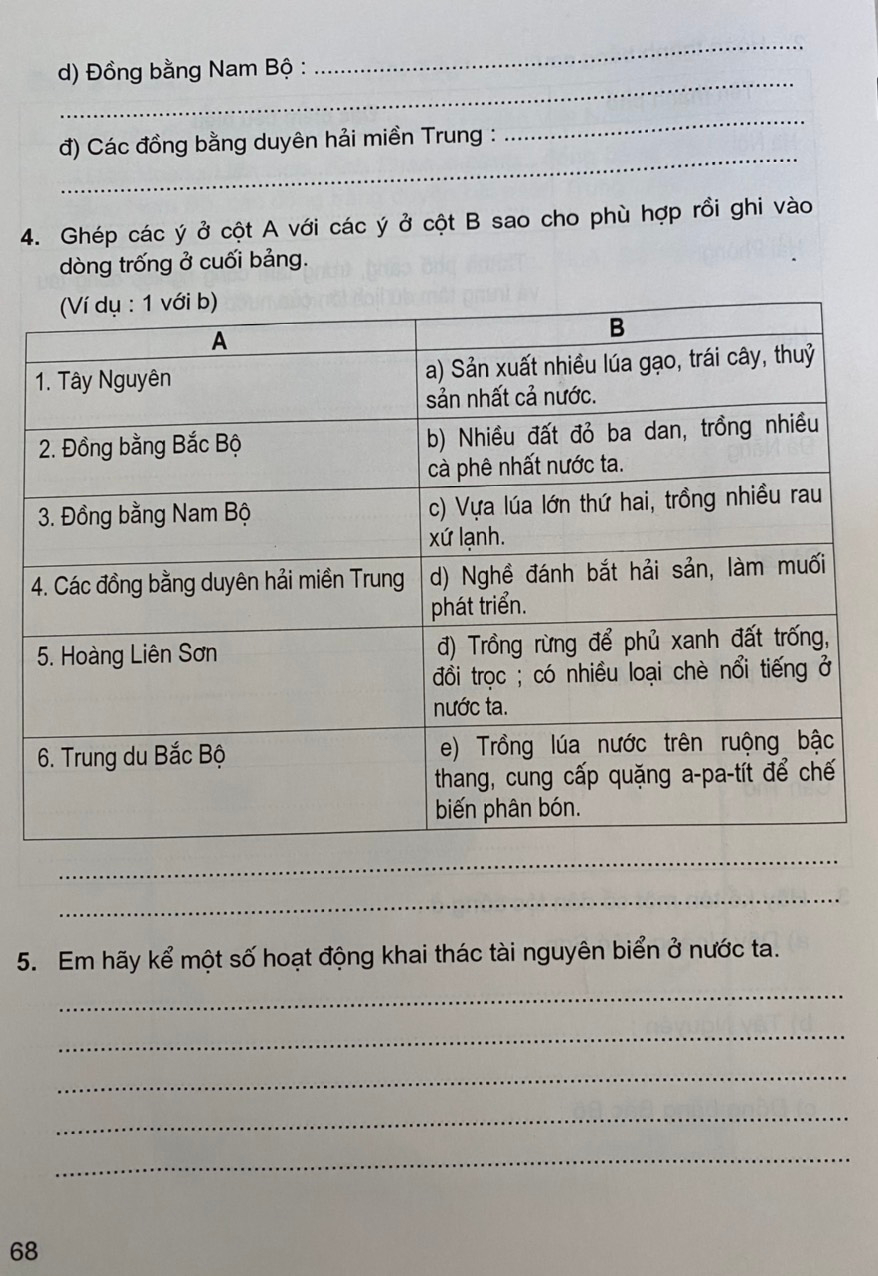 d) Đồng bằng Nam Bộ :
đ) Các đồng bằng duyên hải miền Trung :
4. Ghép các ý ở cột A với các ý ở cột B sao cho phù hợp rồi ghi vào
dòng trống ở cuối bảng.
(Ví dụ : 1 với b)
A
B
1. Tây Nguyên
a) Sản xuất nhiều lúa gạo, trái cây, thuỷ
sản nhất cả nước.
2. Đồng bằng Bắc Bộ
b) Nhiều đất đỏ ba dan, trồng nhiều
cà phê nhất nước ta.
3. Đồng bằng Nam Bộ
c) Vựa lúa lớn thứ hai, trồng nhiều rau
xứ lạnh.
4. Các đồng bằng duyên hải miền Trung
d) Nghề đánh bắt hải sản, làm muối
phát triển.
5. Hoàng Liên Sơn
đ) Trồng rừng để phủ xanh đất trống,
đồi trọc ; có nhiều loại chè nổi tiếng ở
nước ta.
6. Trung du Bắc Bộ
e) Trồng lúa nước trên ruộng bậc
thang, cung cấp quặng a-pa-tít để chế
biến phân bón.
5. Em hãy kể một số hoạt động khai thác tài nguyên biển ở nước ta.
68